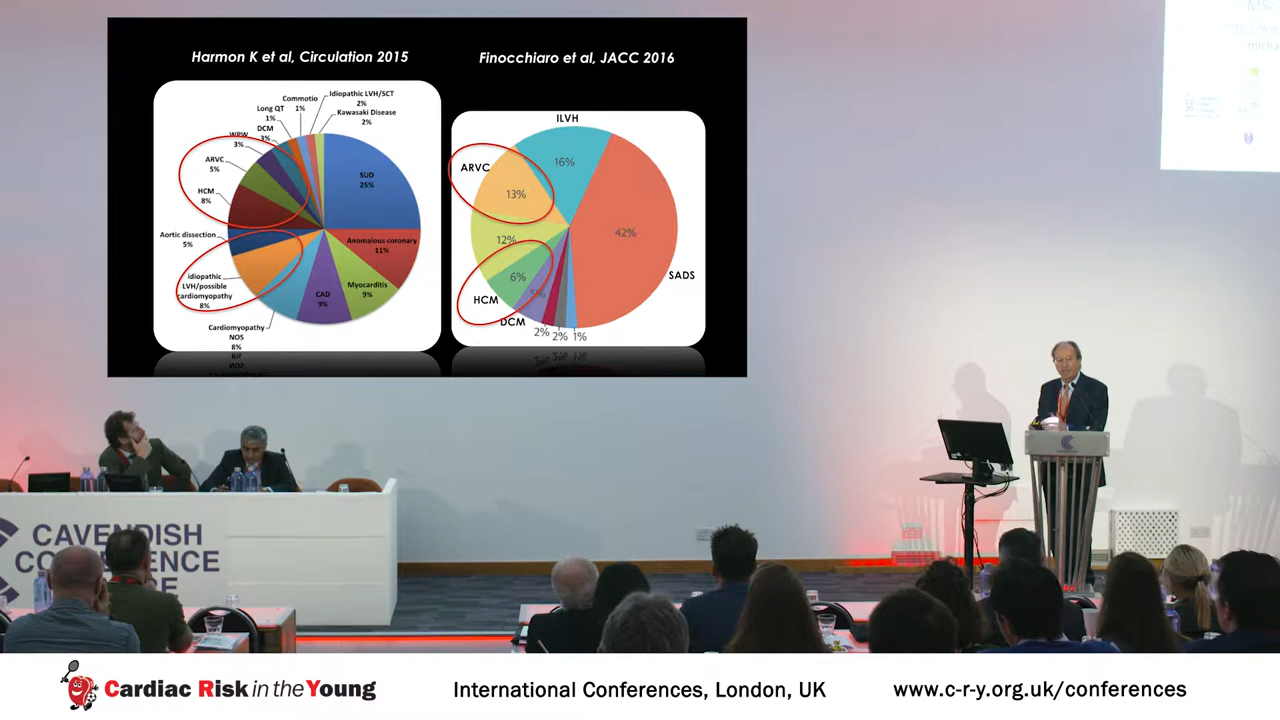 Harmon K et al, Circulation 2015
Finocchiaro et al, JACC 2016
Idiopathic LVH/SCT
2%
Commotio
1%
Kawasaki Disease
2%
Long QT
1%
DCM
3%
WPW
3%
ARVC
5%
HCM
8%
Aortic dissection
5%
idiopathic
LVH/possible
cardiomyopathy
8%
Cardiomyopathy
NOS
8%
CAD
9%
Myocarditis
9%
Anomalous coronary
11%
SUD
25%
ILVH
16%
ARVC
13%
12%
6%
HCM
5%
DCM
2%
2%
1%
42%
SADS
CAVENDISH
Cardiac Risk in the Young
International Conferences, London, UK
www.c-r-y.org.uk/conferences